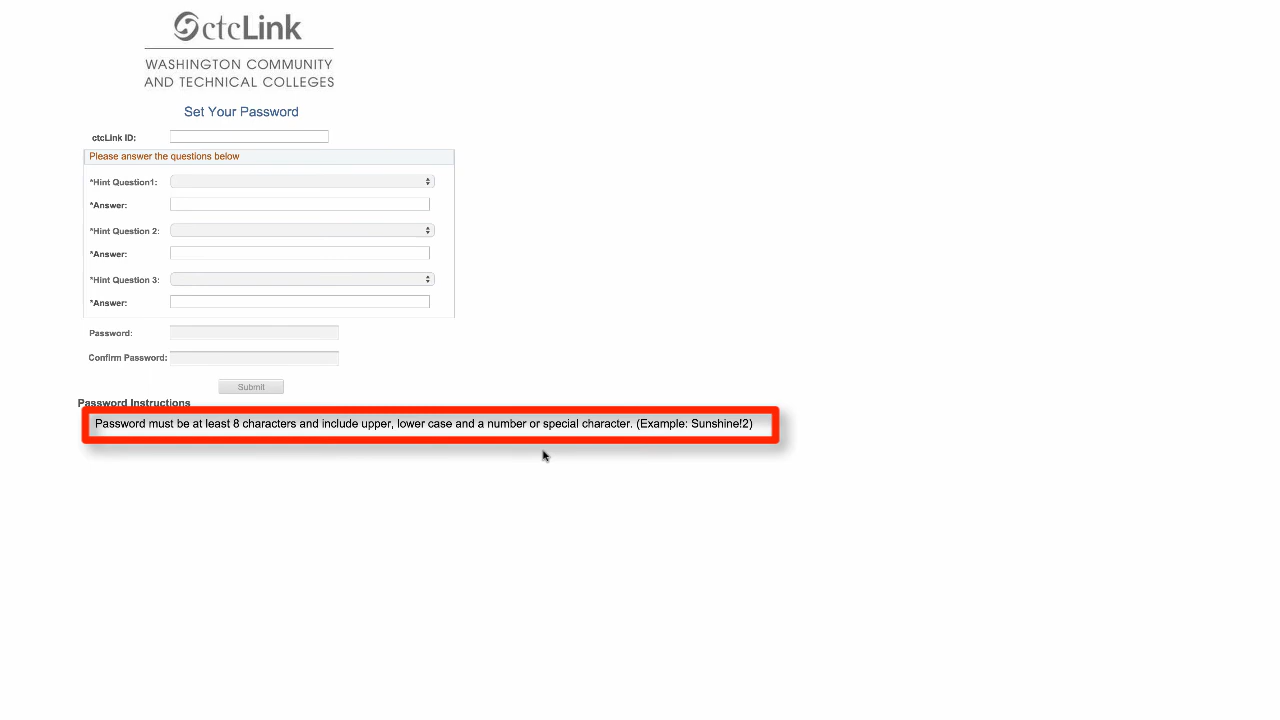 ctcLink
WASHINGTON COMMUNITY
AND TECHNICAL COLLEGES
Set Your Password
ctcLink ID:
Please answer the questions below
*Hint Question1:
*Answer:
*Hint Question 2:
*Answer:
*Hint Question 3:
*Answer:
Password:
Confirm Password:
Submit
Password Instructions
Password must be at least 8 characters and include upper, lower case and a number or special character. (Example: Sunshine!2)